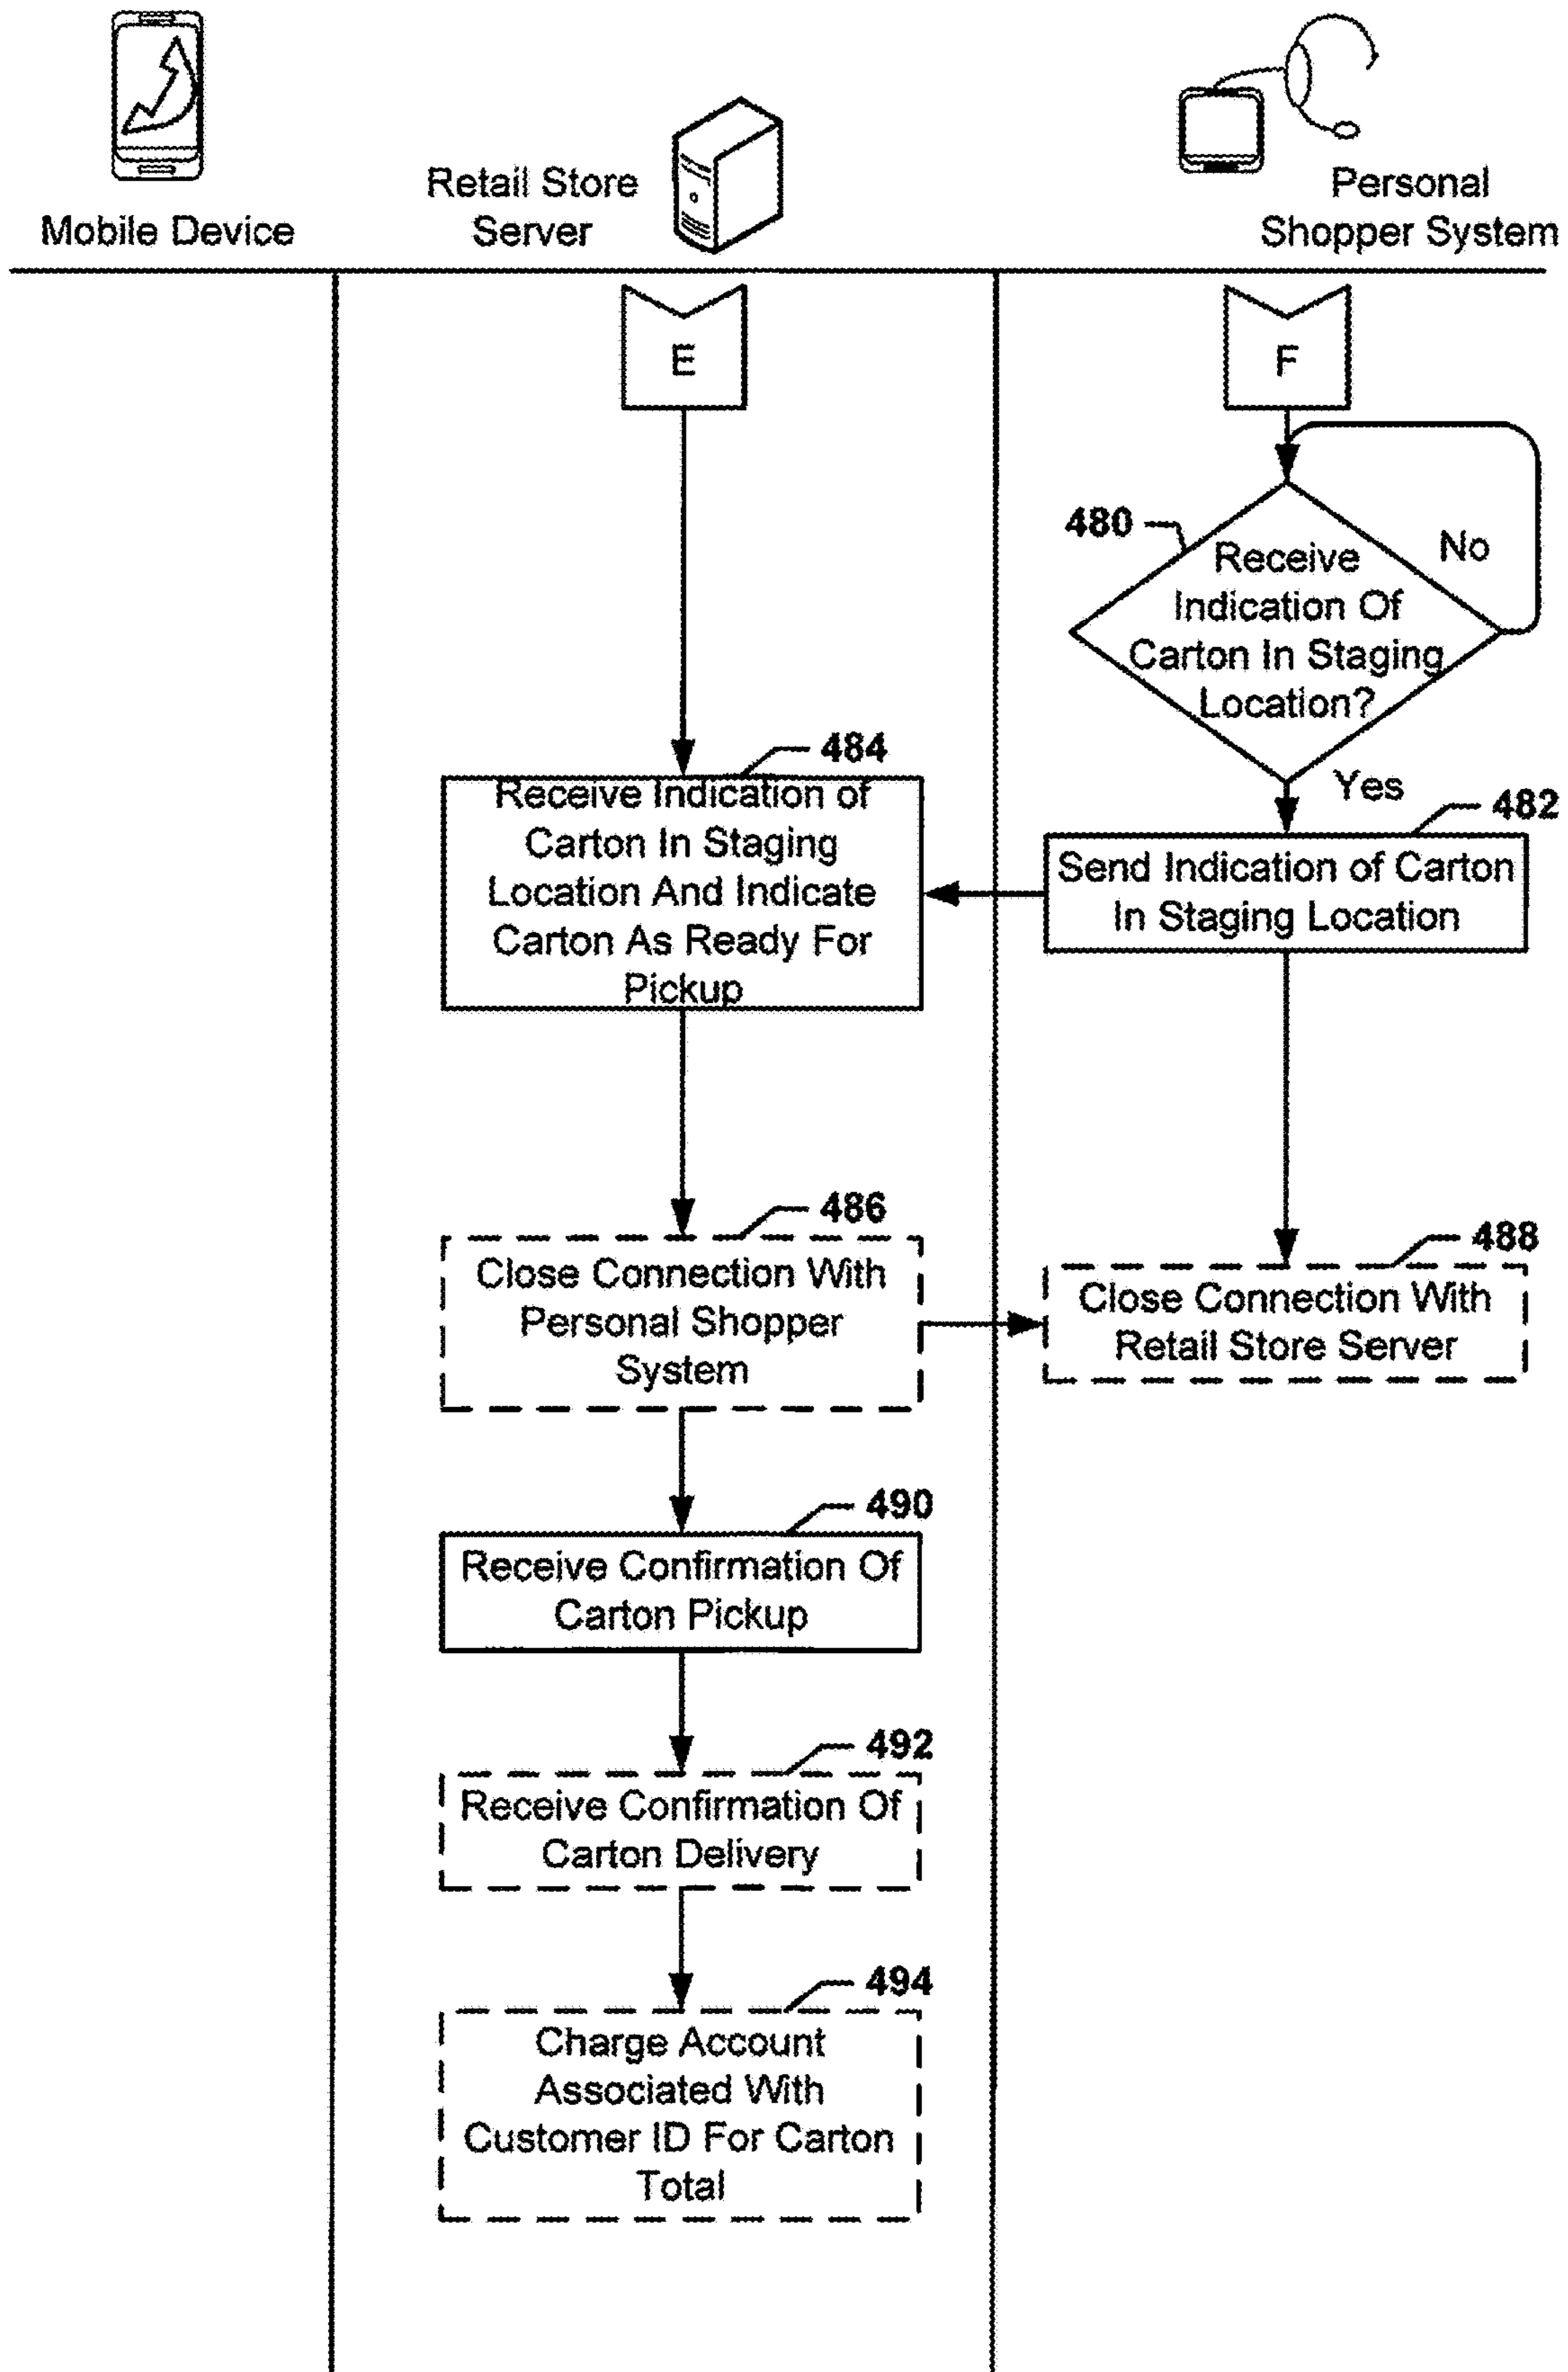 Mobile Device
Retail Store
Server
Personal
Shopper System
E
F
480
Receive
Indication Of
Carton In Staging
Location?
No
Yes
484
Receive Indication of
Carton In Staging
Location And Indicate
Carton As Ready For
Pickup
482
Send Indication of Carton
In Staging Location
486
Close Connection With
Personal Shopper
System
488
Close Connection With
Retail Store Server
490
Receive Confirmation Of
Carton Pickup
492
Receive Confirmation Of
Carton Delivery
494
Charge Account
Associated With
Customer ID For Carton
Total